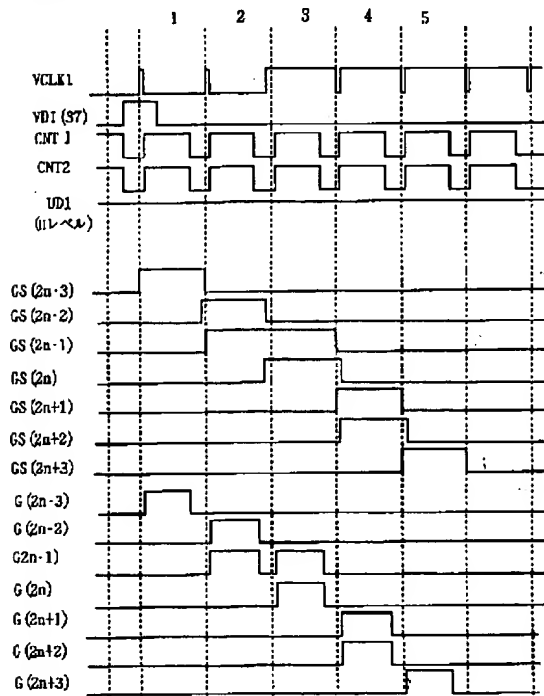 1 2 3 4 5
VCLK1
VDI (37)
CNT 1
CNT2
UD1
(Hレベル)
GS (2n-3)
GS (2n-2)
GS (2n-1)
GS (2n)
GS (2n+1)
GS (2n+2)
GS (2n+3)
G (2n-3)
G (2n-2)
G2n-1)
G (2n)
G (2n+1)
G (2n+2)
G (2n+3)